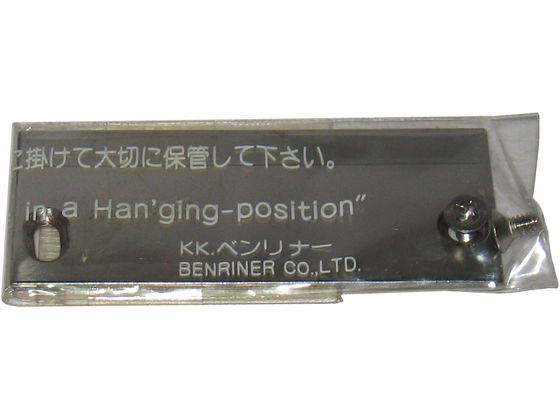 に掛けて大切に保管して下さい。
in a Han'ging-position"
KK.ベンリナー
BENRINER CO.,LTD.